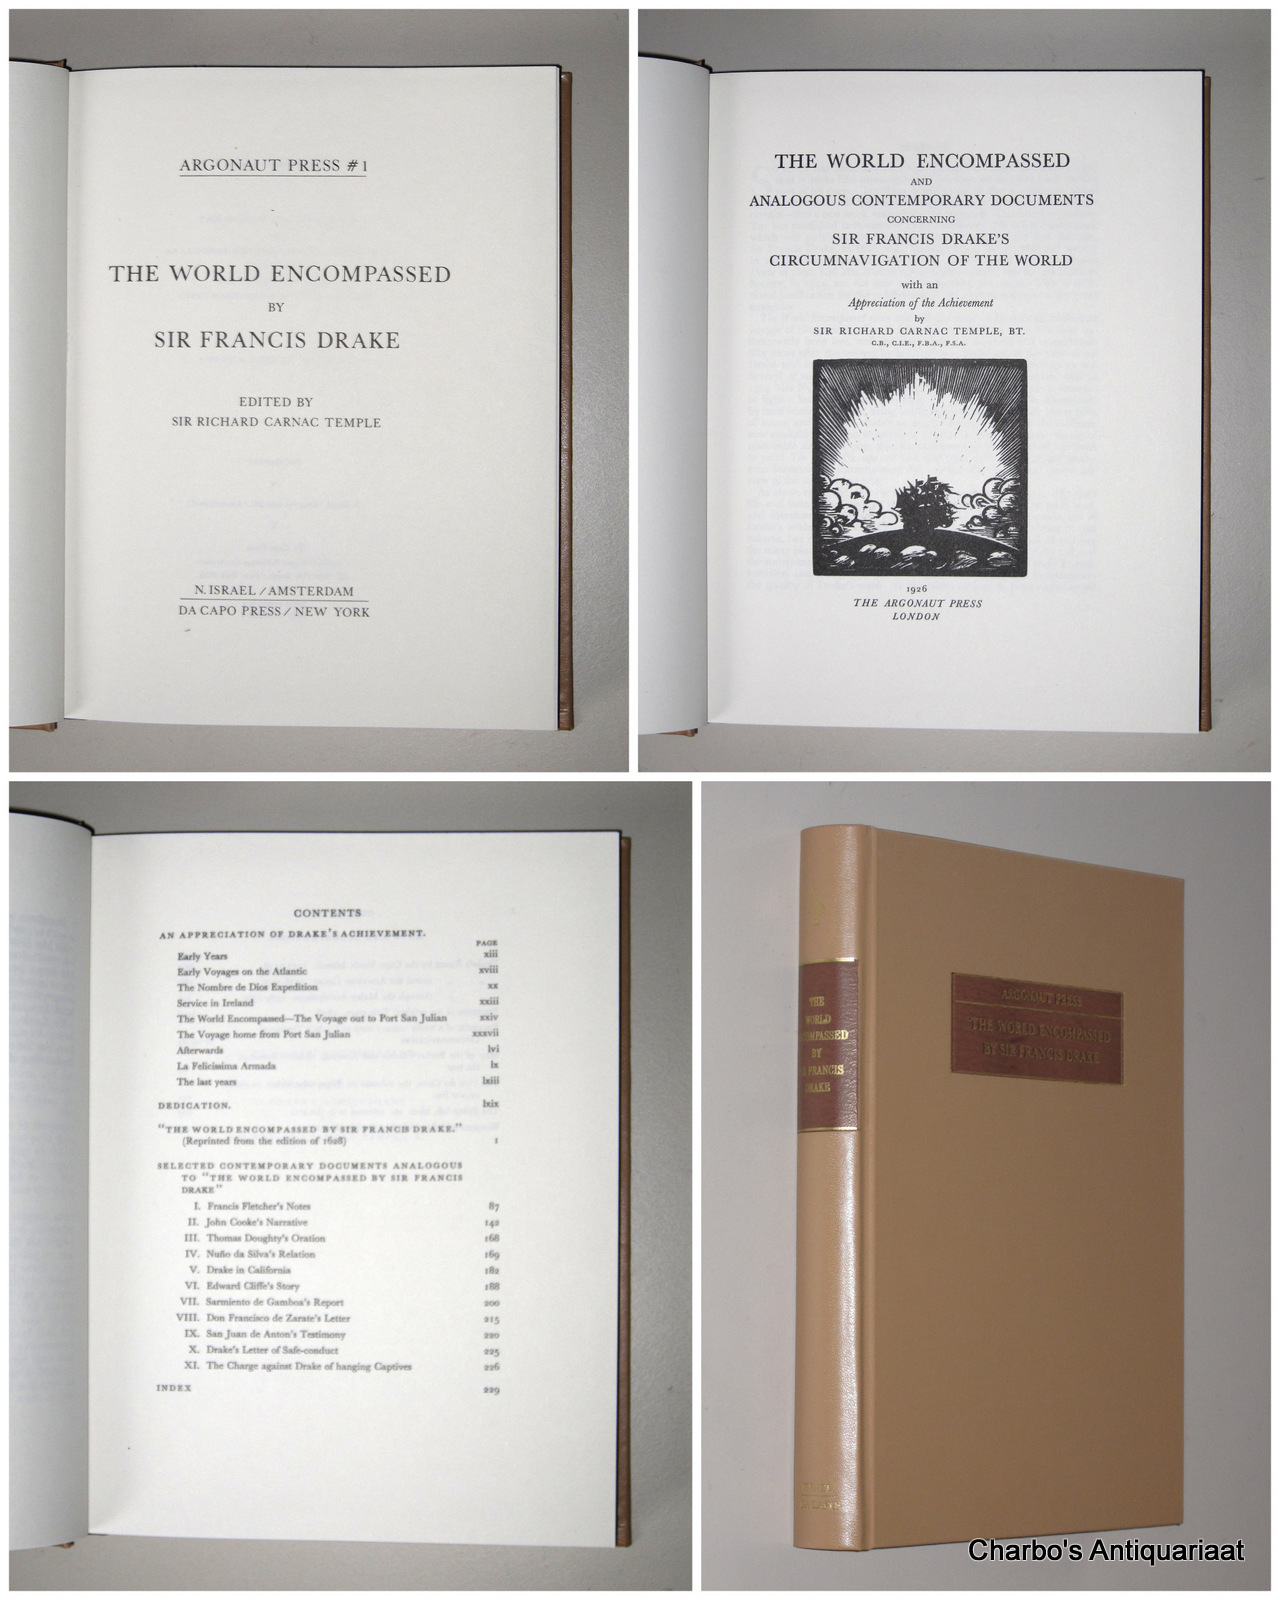 ARGONAUT PRESS #1
THE WORLD ENCOMPASSED
BY
SIR FRANCIS DRAKE
EDITED BY
SIR RICHARD CARNAC TEMPLE
N. ISRAEL / AMSTERDAM
DA CAPO PRESS / NEW YORK
THE WORLD ENCOMPASSED
AND
ANALOGOUS CONTEMPORARY DOCUMENTS
CONCERNING
SIR FRANCIS DRAKE'S
CIRCUMNAVIGATION OF THE WORLD
with an
Appreciation of the Achievement
by
SIR RICHARD CARNAC TEMPLE, BT.
C.B., C.I.E., F.B.A., F.S.A.
1926
THE ARGONAUT PRESS
LONDON
CONTENTS
AN APPRECIATION OF DRAKE'S ACHIEVEMENT.
PAGE
Early Years xiii
Early Voyages on the Atlantic xviii
The Nombre de Dios Expedition xx
Service in Ireland xxiii
The World Encompassed—The Voyage out to Port San Julian xxiv
The Voyage home from Port San Julian xxxvii
Afterwards lvi
La Felicissima Armada lx
The last years lxiii
DEDICATION. lxix
"THE WORLD ENCOMPASSED BY SIR FRANCIS DRAKE."
(Reprinted from the edition of 1628) 1
SELECTED CONTEMPORARY DOCUMENTS ANALOGOUS
TO "THE WORLD ENCOMPASSED BY SIR FRANCIS
DRAKE"
I. Francis Fletcher's Notes 87
II. John Cooke's Narrative 142
III. Thomas Doughty's Oration 168
IV. Nuño da Silva's Relation 169
V. Drake in California 182
VI. Edward Cliffe's Story 188
VII. Sarmiento de Gamboa's Report 200
VIII. Don Francisco de Zarate's Letter 215
IX. San Juan de Anton's Testimony 220
X. Drake's Letter of Safe-conduct 225
XI. The Charge against Drake of hanging Captives 226
INDEX 229
THE
WORLD
ENCOMPASSED
BY
SIR FRANCIS
DRAKE
ARGONAUT PRESS
THE WORLD ENCOMPASSED
BY SIR FRANCIS DRAKE
Charbo's Antiquariaat